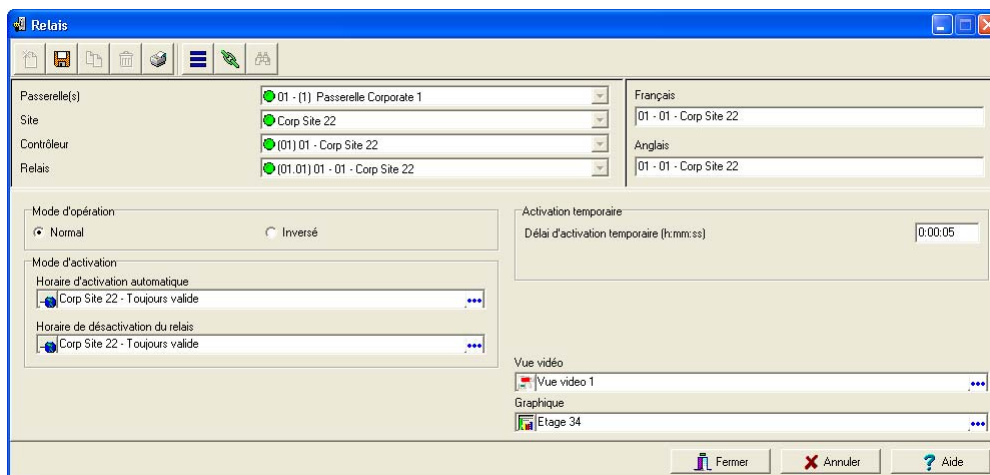 Relais
Passerelle(s)
01 - (1) Passerelle Corporate 1
Site
Corp Site 22
Contrôleur
(01) 01 - Corp Site 22
Relais
(01.01) 01 - 01 - Corp Site 22
Français
01 - 01 - Corp Site 22
Anglais
01 - 01 - Corp Site 22
Mode d'opération
Normal
Inversé
Mode d'activation
Horaire d'activation automatique
Corp Site 22 - Toujours valide
Horaire de désactivation du relais
Corp Site 22 - Toujours valide
Activation temporaire
Délai d'activation temporaire (h:mm:ss)
0:00:05
Vue vidéo
Vue video 1
Graphique
Etage 34
Fermer
Annuler
Aide